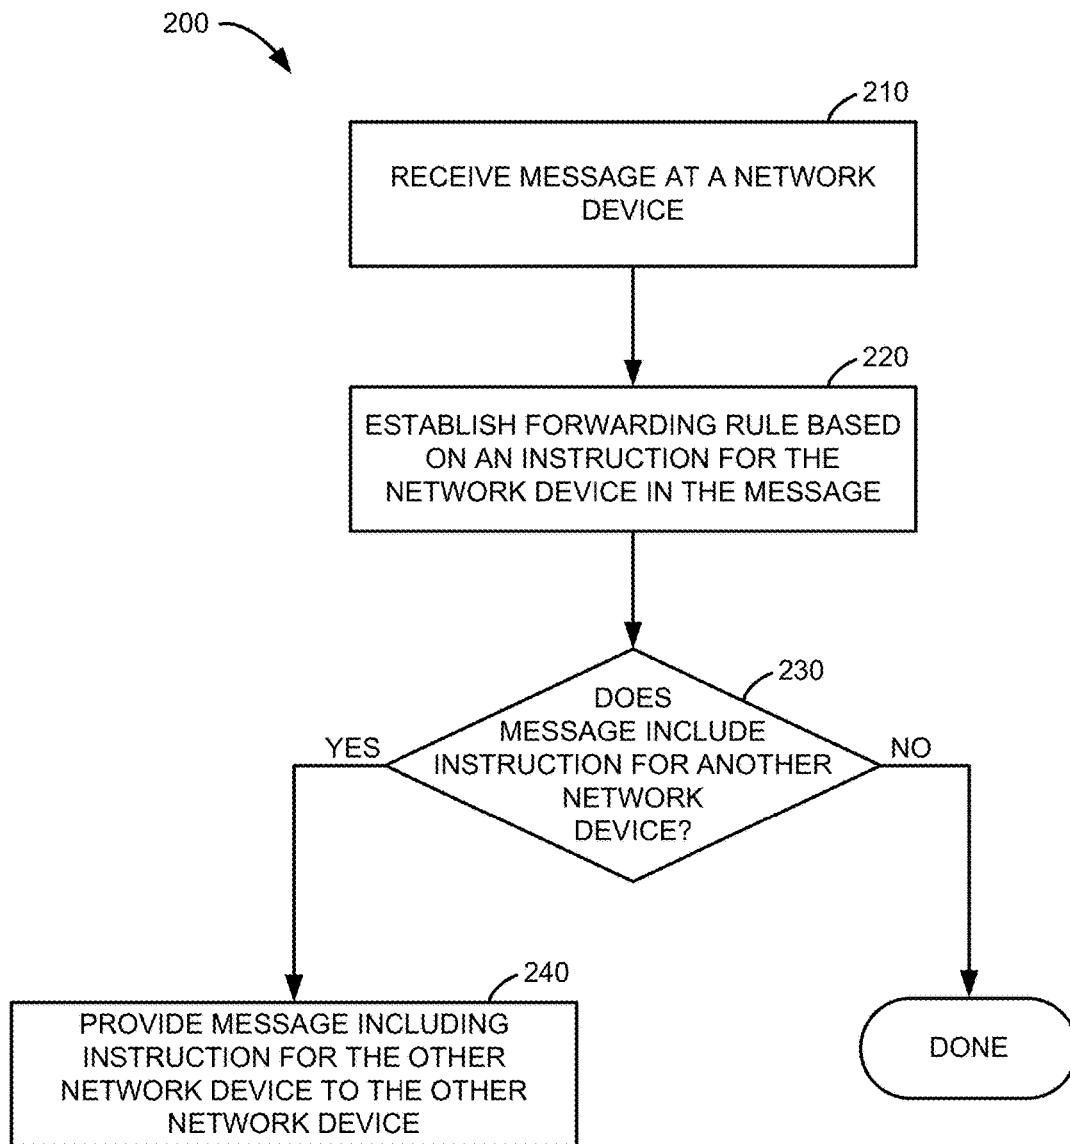 200
210
RECEIVE MESSAGE AT A NETWORK
DEVICE
220
ESTABLISH FORWARDING RULE BASED
ON AN INSTRUCTION FOR THE
NETWORK DEVICE IN THE MESSAGE
230
DOES
MESSAGE INCLUDE
INSTRUCTION FOR ANOTHER
NETWORK
DEVICE?
YES
NO
240
PROVIDE MESSAGE INCLUDING
INSTRUCTION FOR THE OTHER
NETWORK DEVICE TO THE OTHER
NETWORK DEVICE
DONE